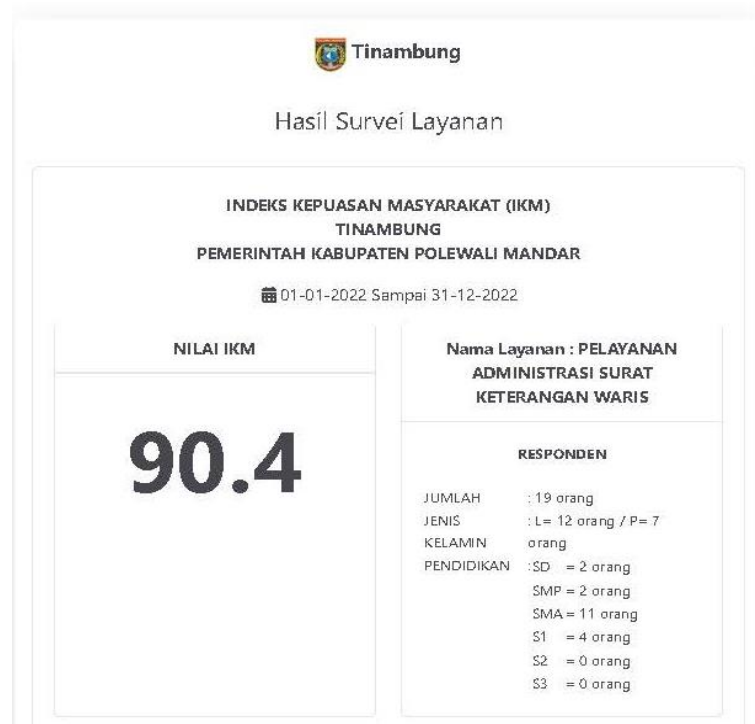 Tinambung
Hasil Survei Layanan
INDEKS KEPUASAN MASYARAKAT (IKM)
TINAMBUNG
PEMERINTAH KABUPATEN POLEWALI MANDAR
01-01-2022 Sampai 31-12-2022
NILAI IKM
90.4
Nama Layanan : PELAYANAN
ADMINISTRASI SURAT
KETERANGAN WARIS
RESPONDEN
JUMLAH : 19 orang
JENIS : L= 12 orang / P= 7
KELAMIN orang
PENDIDIKAN :SD = 2 orang
SMP = 2 orang
SMA = 11 orang
S1 = 4 orang
S2 = 0 orang
S3 = 0 orang